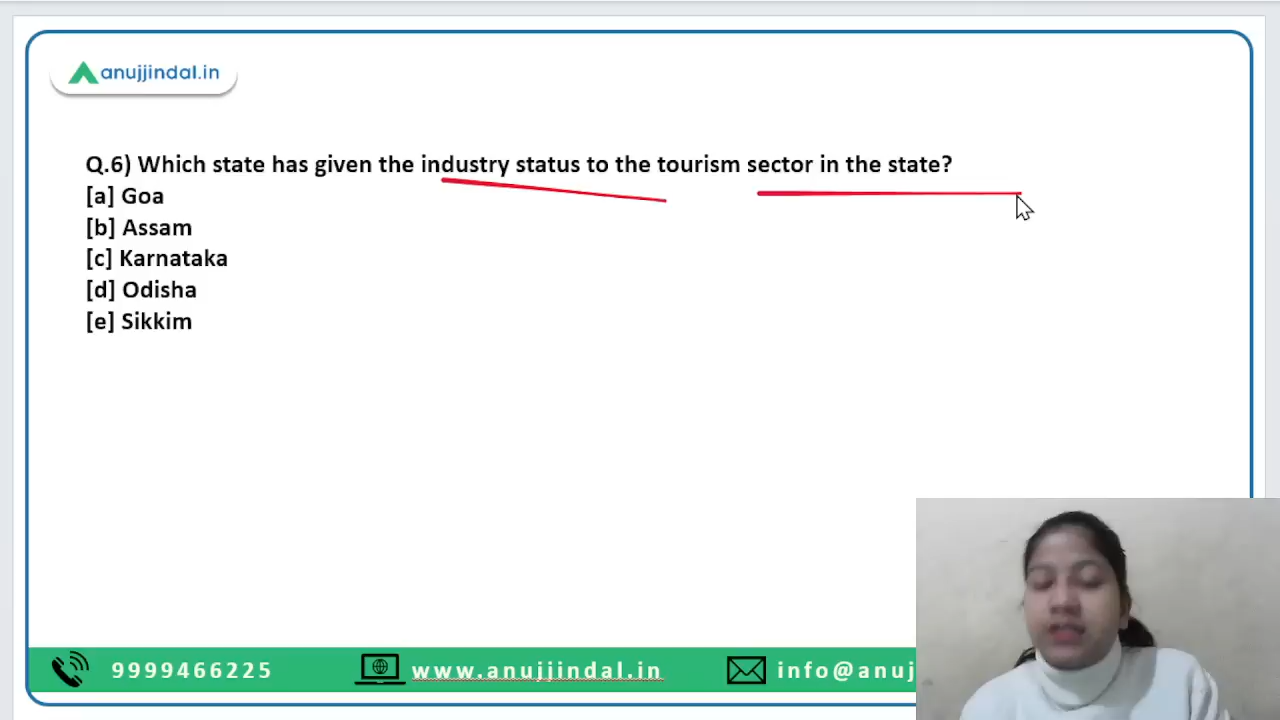 anujjindal.in
Q.6) Which state has given the industry status to the tourism sector in the state?
[a] Goa
[b] Assam
[c] Karnataka
[d] Odisha
[e] Sikkim
9999466225 www.anujjindal.in info@anuj